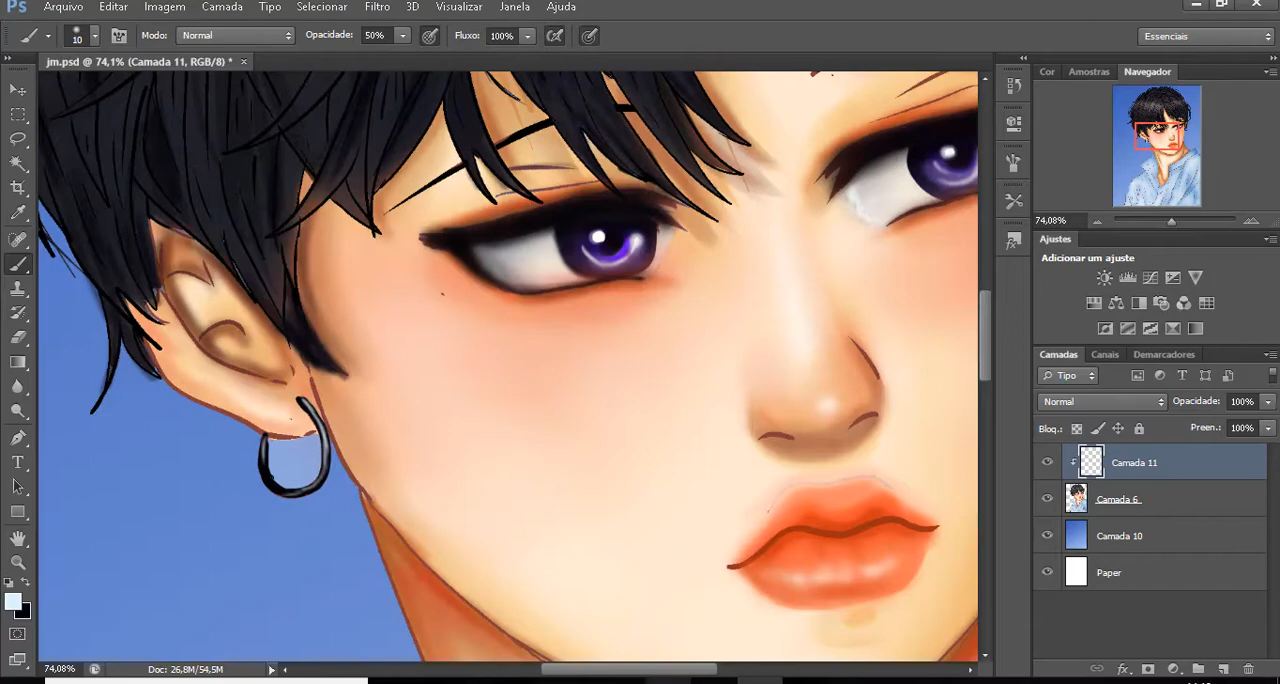 Ps Arquivo Editar Imagem Camada Tipo Selecionar Filtro 3D Visualizar Janela Ajuda
10 Modo: Normal Opacidade: 50% Fluxo: 100% Essenciais
jm.psd @ 74,1% (Camada 11, RGB/8) * ×
Cor Amostras Navegador
74,08%
Ajustes
Adicionar um ajuste
Camadas Canais Demarcadores
Tipo
Normal Opacidade: 100%
Bloq.: Preen.: 100%
Camada 11
Camada 6
Camada 10
Paper
T
74,08% Doc: 26,8M/54,5M
fx